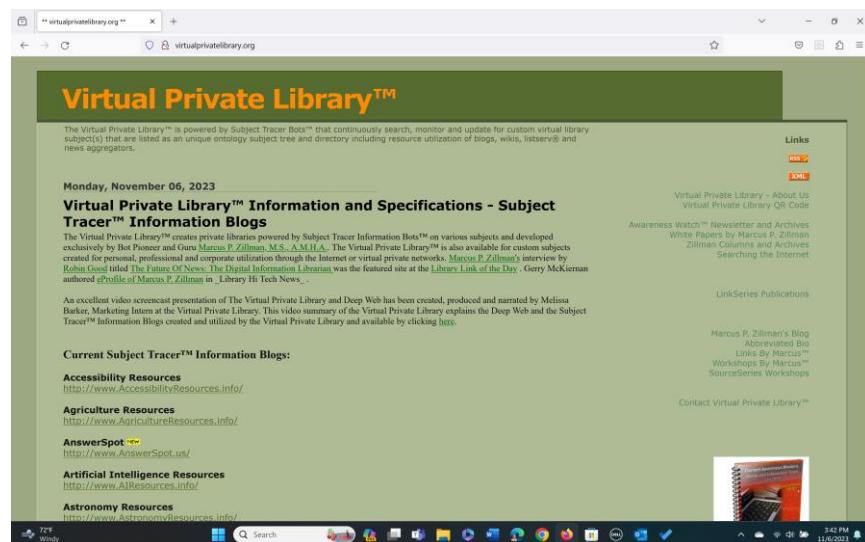 ** virtualprivatelibrary.org **
virtualprivatelibrary.org
Virtual Private Library™
The Virtual Private Library™ is powered by Subject Tracer Bots™ that continuously search, monitor and update for custom virtual library
subject(s) that are listed as an unique ontology subject tree and directory including resource utilization of blogs, wikis, listserv® and
news aggregators.
Monday, November 06, 2023
Virtual Private Library™ Information and Specifications - Subject
Tracer™ Information Blogs
The Virtual Private Library™ creates private libraries powered by Subject Tracer Information Bots™ on various subjects and developed
exclusively by Bot Pioneer and Guru Marcus P. Zillman, M.S., A.M.H.A.. The Virtual Private Library™ is also available for custom subjects
created for personal, professional and corporate utilization through the Internet or virtual private networks. Marcus P. Zillman's interview by
Robin Good titled The Future Of News: The Digital Information Librarian was the featured site at the Library Link of the Day . Gerry McKiernan
authored eProfile of Marcus P. Zillman in _Library Hi Tech News_ .
An excellent video screencast presentation of The Virtual Private Library and Deep Web has been created, produced and narrated by Melissa
Barker, Marketing Intern at the Virtual Private Library. This video summary of the Virtual Private Library explains the Deep Web and the Subject
Tracer™ Information Blogs created and utilized by the Virtual Private Library and available by clicking here.
Current Subject Tracer™ Information Blogs:
Accessibility Resources
http://www.AccessibilityResources.info/
Agriculture Resources
http://www.AgricultureResources.info/
AnswerSpot NEW
http://www.AnswerSpot.us/
Artificial Intelligence Resources
http://www.AIResources.info/
Astronomy Resources
http://www.AstronomyResources.info/
Links
RSS
XML
Virtual Private Library - About Us
Virtual Private Library QR Code
Awareness Watch™ Newsletter and Archives
White Papers by Marcus P. Zillman
Zillman Columns and Archives
Searching the Internet
LinkSeries Publications
Marcus P. Zillman's Blog
Abbreviated Bio
Links By Marcus™
Workshops By Marcus™
SourceSeries Workshops
Contact Virtual Private Library™
72°F
Windy
Search
3:42 PM
11/6/2023